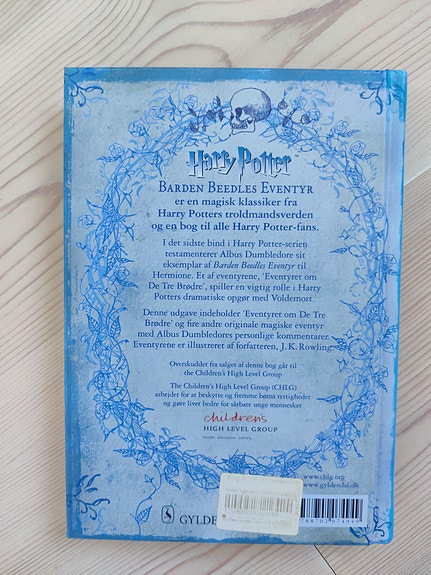 Harry Potter
BARDEN BEEDLES EVENTYR
er en magisk klassiker fra
Harry Potters troldmandsverden
og en bog til alle Harry Potter-fans.
I det sidste bind i Harry Potter-serien
testamenterer Albus Dumbledore sit
eksemplar af Barden Beedles Eventyr til
Hermione. Et af eventyrene, 'Eventyret om
De Tre Brødre', spiller en vigtig rolle i Harry
Potters dramatiske opgør med Voldemort.
Denne udgave indeholder 'Eventyret om De Tre
Brødre' og fire andre originale magiske eventyr
med Albus Dumbledores personlige kommentarer.
Eventyrene er illustreret af forfatteren, J.K. Rowling.
Overskuddet fra salget af denne bog går til
the Children's High Level Group
The Children's High Level Group (CHLG)
arbejder for at beskytte og fremme børns rettigheder
og gøre livet bedre for sårbare unge mennesker
childrens
HIGH LEVEL GROUP
health education welfare
www.chlg.org
www.gyldendal.dk
S GYLDE